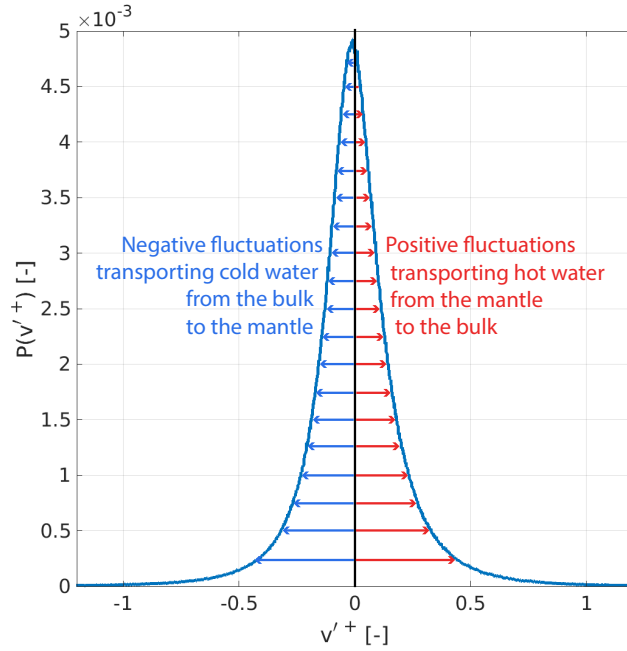 ×10⁻³
5
4.5
4
3.5
3
2.5
2
1.5
1
0.5
0
P(v′ ⁺) [-]
Negative fluctuations
transporting cold water
from the bulk
to the mantle
Positive fluctuations
transporting hot water
from the mantle
to the bulk
-1
-0.5
0
0.5
1
v′ ⁺ [-]